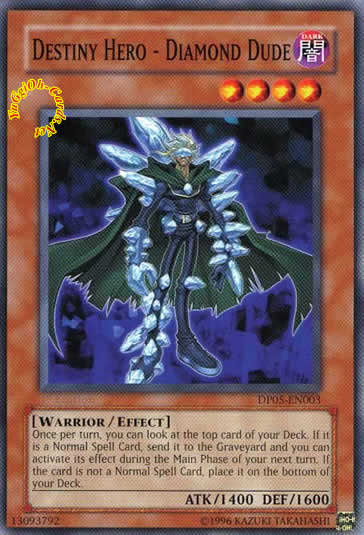 DESTINY HERO - DIAMOND DUDE
DARK
闇
YuGgiOh-Cards.Net
DP05-EN003
[WARRIOR / EFFECT]
Once per turn, you can look at the top card of your Deck. If it
is a Normal Spell Card, send it to the Graveyard and you can
activate its effect during the Main Phase of your next turn. If
the card is not a Normal Spell Card, place it on the bottom of
your Deck.
ATK/1400 DEF/1600
13093792
©1996 KAZUKI TAKAHASHI